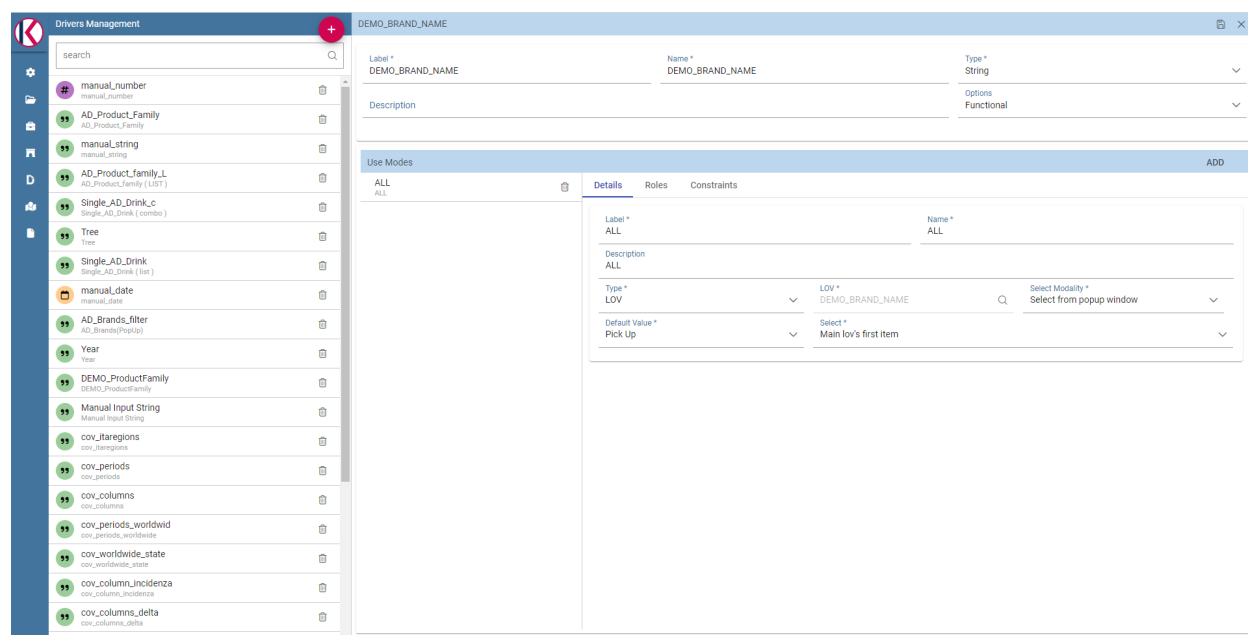 Drivers Management
+
DEMO_BRAND_NAME
search
#
manual_number
manual_number
AD_Product_Family
AD_Product_Family
manual_string
manual_string
AD_Product_family_L
AD_Product_family ( LIST )
Single_AD_Drink_c
Single_AD_Drink ( combo )
Tree
Tree
Single_AD_Drink
Single_AD_Drink ( list )
manual_date
manual_date
AD_Brands_filter
AD_Brands(PopUp)
Year
Year
DEMO_ProductFamily
DEMO_ProductFamily
Manual Input String
Manual Input String
cov_itaregions
cov_itaregions
cov_periods
cov_periods
cov_columns
cov_columns
cov_periods_worldwid
cov_periods_worldwide
cov_worldwide_state
cov_worldwide_state
cov_column_incidenza
cov_column_incidenza
cov_columns_delta
cov_columns_delta
Label * Name * Type *
DEMO_BRAND_NAME DEMO_BRAND_NAME String
Options
Description Functional
Use Modes ADD
ALL
ALL
Details Roles Constraints
Label * Name *
ALL ALL
Description
ALL
Type * LOV * Select Modality *
LOV DEMO_BRAND_NAME Select from popup window
Default Value * Select *
Pick Up Main lov's first item